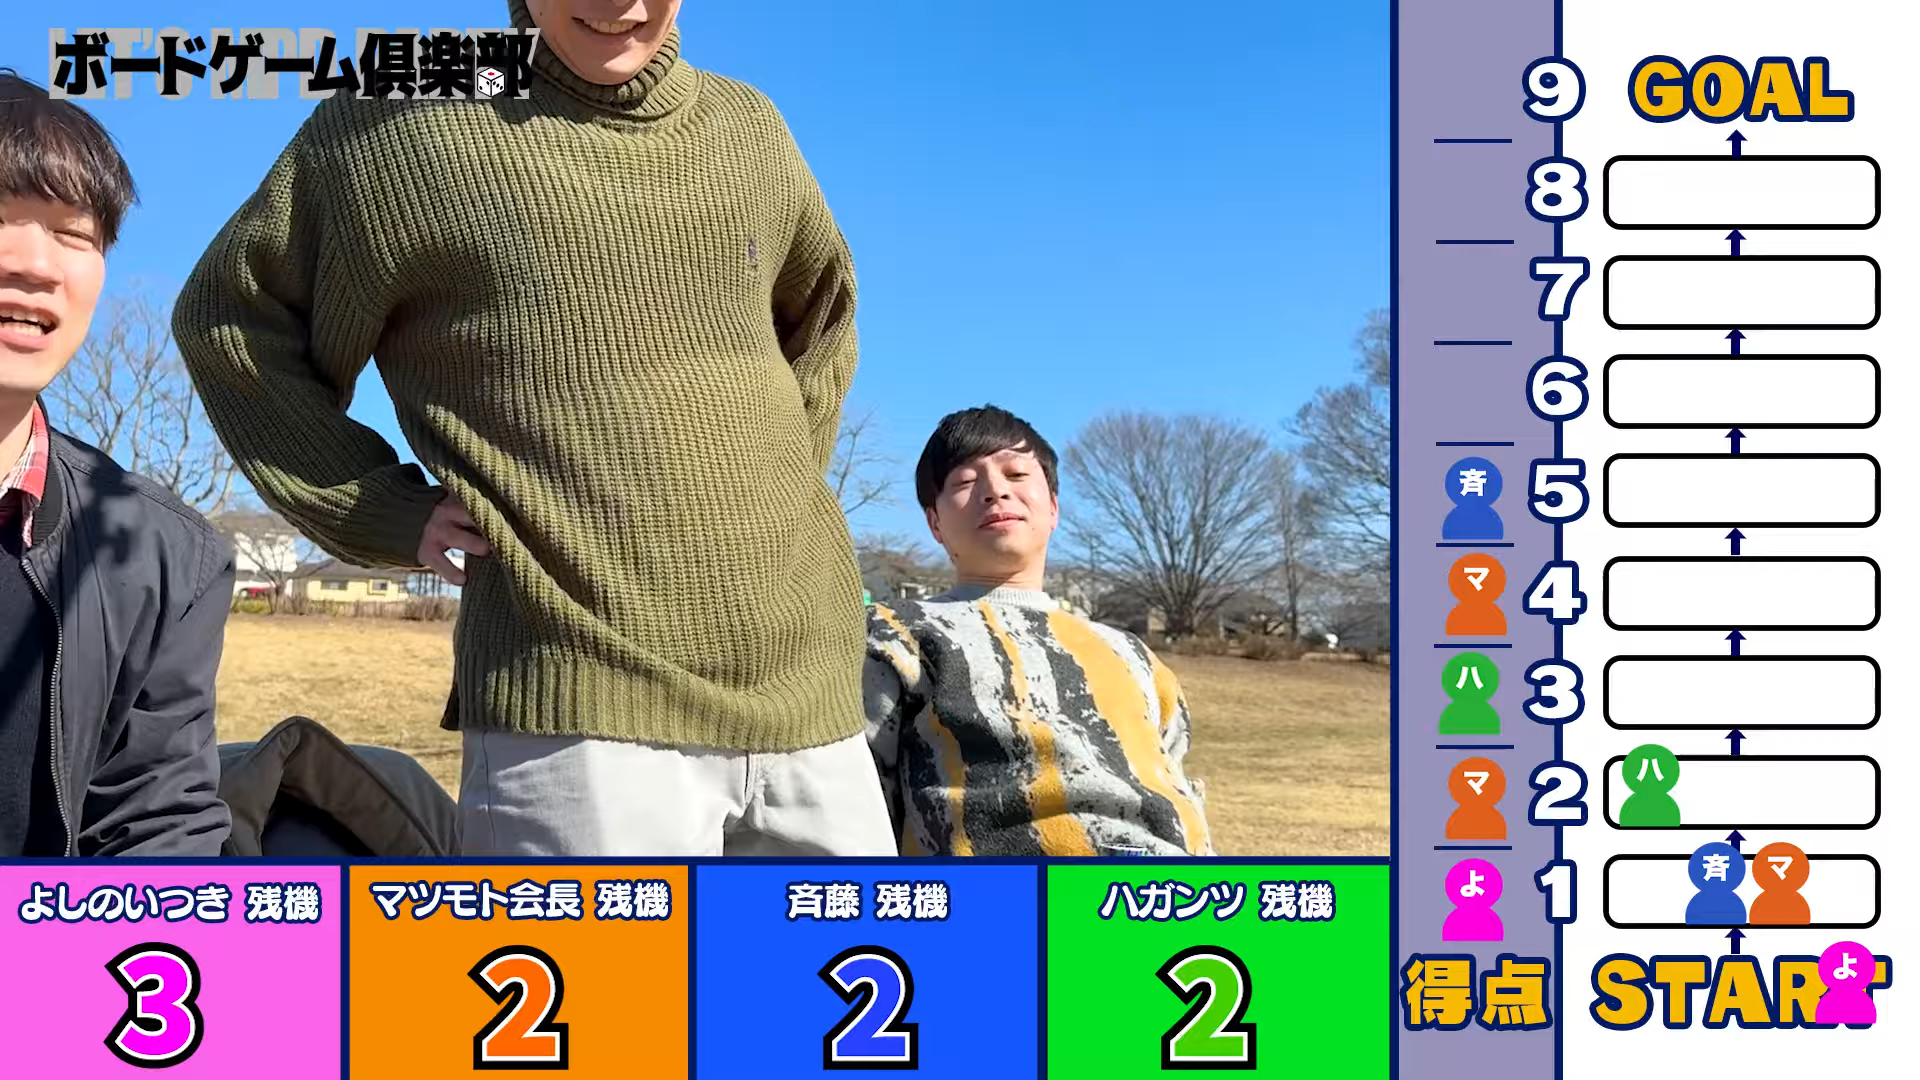 LET'S
ボードゲーム倶楽部
9 GOAL
8
7
6
斉 5
マ 4
ハ 3
マ 2 ハ
よ 1 斉 マ
得点 START よ
よしのいつき 残機
3
マツモト会長 残機
2
斉藤 残機
2
ハガンツ 残機
2